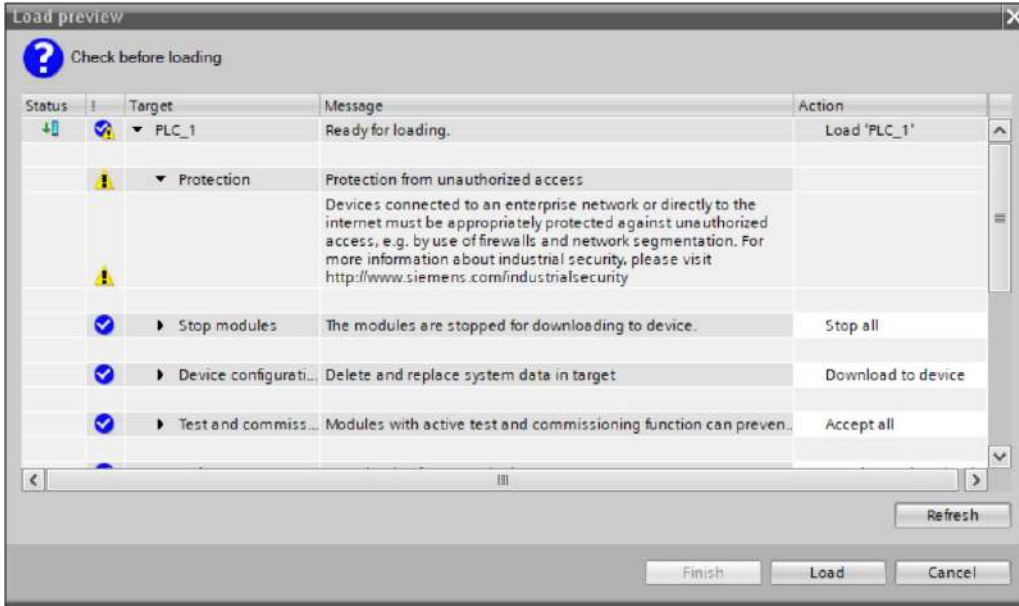 Load preview
Check before loading
Status ! Target Message Action
PLC_1 Ready for loading. Load 'PLC_1'
Protection Protection from unauthorized access
Devices connected to an enterprise network or directly to the
internet must be appropriately protected against unauthorized
access, e.g. by use of firewalls and network segmentation. For
more information about industrial security, please visit
http://www.siemens.com/industrialsecurity
Stop modules The modules are stopped for downloading to device. Stop all
Device configurati... Delete and replace system data in target Download to device
Test and commiss... Modules with active test and commissioning function can preven.. Accept all
Refresh
Finish Load Cancel